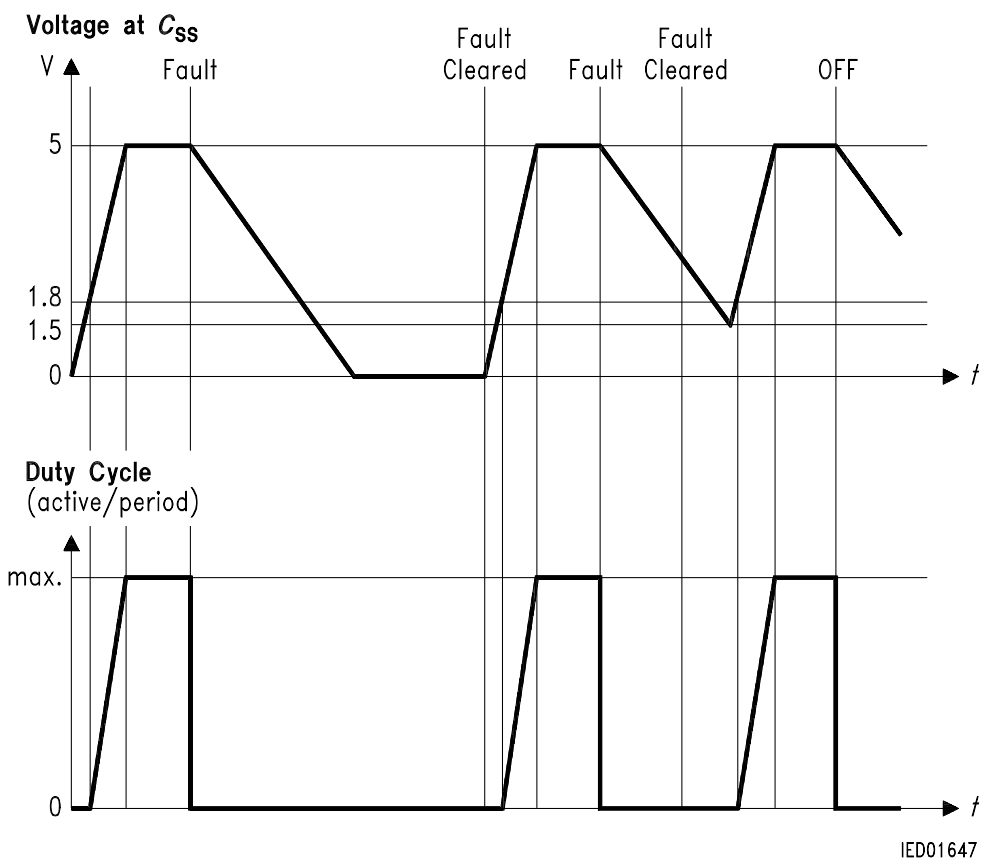 Voltage at CSS
Fault
Cleared
Fault
Cleared
V
Fault
Fault
OFF
5
1.8
1.5
0
t
Duty Cycle
(active/period)
max.
0
t
IED01647